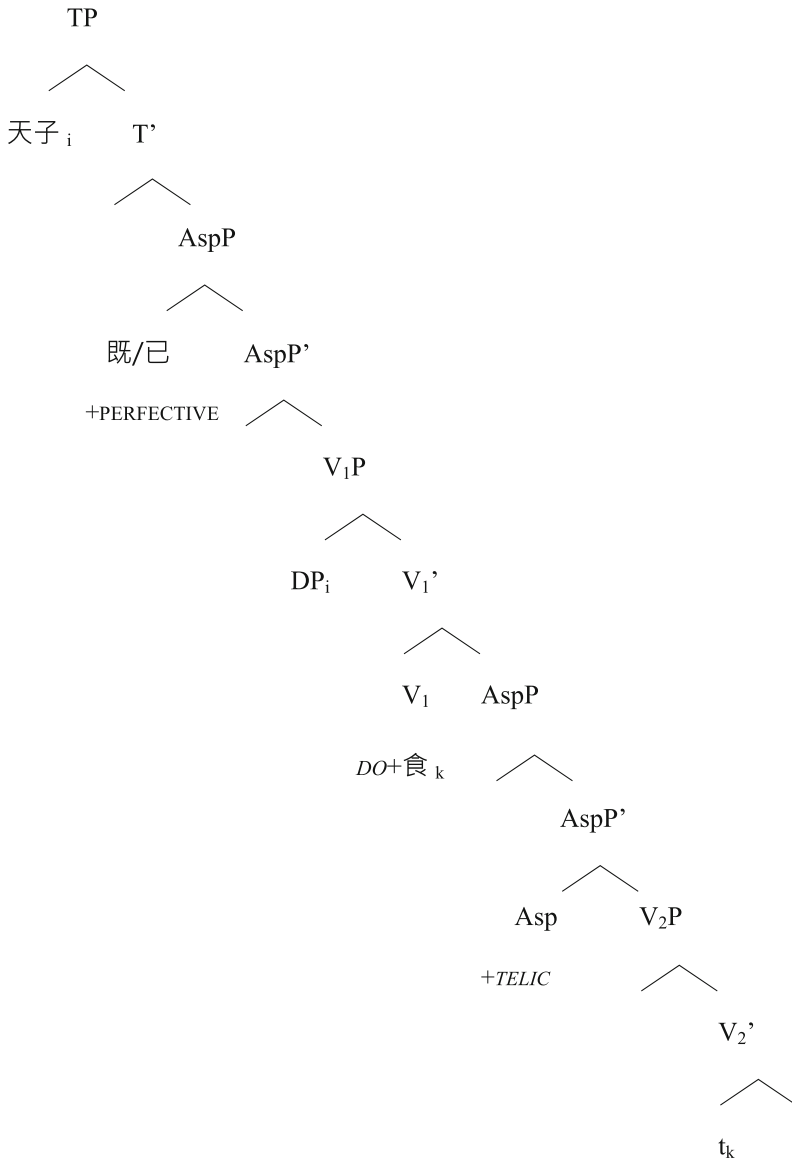 TP
天子 i T’
AspP
既/已 AspP’
+PERFECTIVE
V1P
DPi V1’
V1 AspP
DO+食 k
AspP’
Asp V2P
+TELIC
V2’
tk